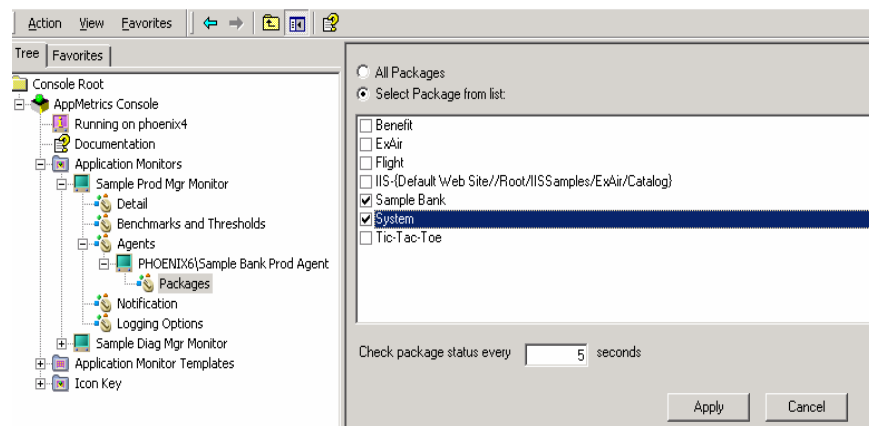 Action View Favorites
Tree Favorites
Console Root
AppMetrics Console
Running on phoenix4
Documentation
Application Monitors
Sample Prod Mgr Monitor
Detail
Benchmarks and Thresholds
Agents
PHOENIX6\Sample Bank Prod Agent
Packages
Notification
Logging Options
Sample Diag Mgr Monitor
Application Monitor Templates
Icon Key
All Packages
Select Package from list:
Benefit
ExAir
Flight
IIS-{Default Web Site//Root/IISSamples/ExAir/Catalog}
Sample Bank
System
Tic-Tac-Toe
Check package status every 5 seconds
Apply Cancel